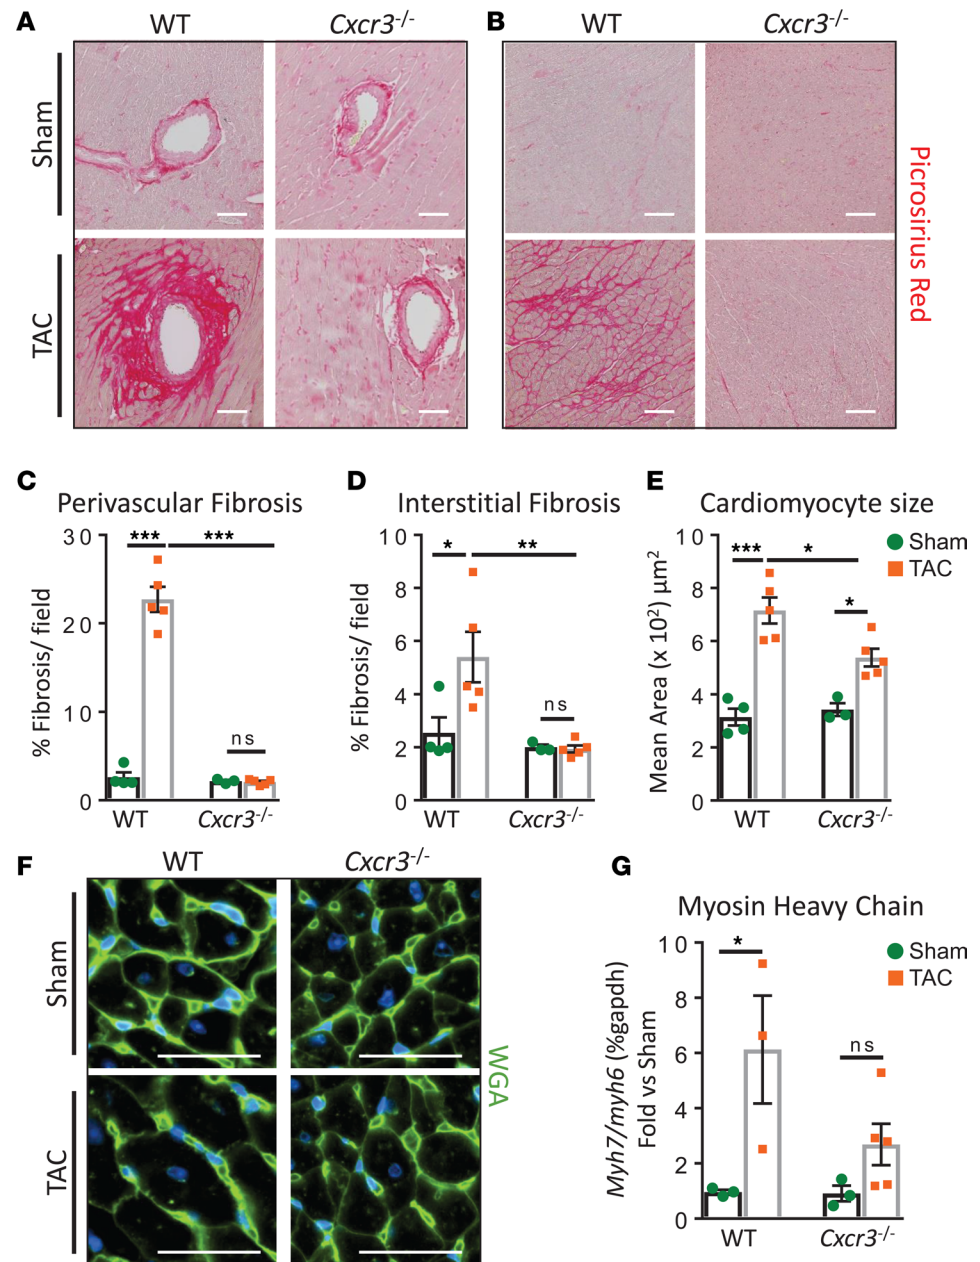 A
WT
Cxcr3-/-
B
WT
Cxcr3-/-
Sham
TAC
Picrosirius Red
C
Perivascular Fibrosis
% Fibrosis/ field
30
20
10
0
***
***
ns
WT
Cxcr3-/-
D
Interstitial Fibrosis
% Fibrosis/ field
10
8
6
4
2
0
*
**
ns
WT
Cxcr3-/-
E
Cardiomyocyte size
Mean Area (x 10²) µm²
10
8
6
4
2
0
***
*
*
WT
Cxcr3-/-
Sham
TAC
F
WT
Cxcr3-/-
Sham
TAC
WGA
G
Myosin Heavy Chain
Myh7/myh6 (%gapdh)
Fold vs Sham
10
8
6
4
2
0
*
ns
WT
Cxcr3-/-
Sham
TAC